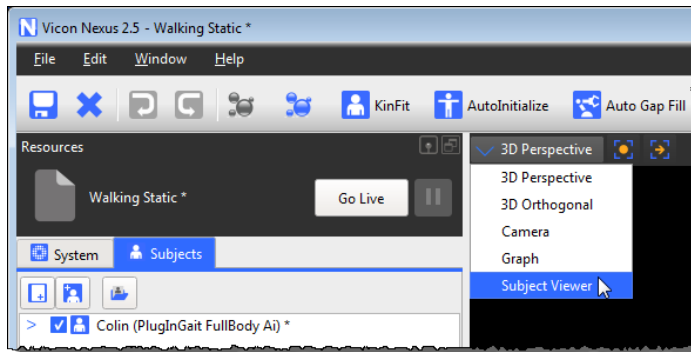 Vicon Nexus 2.5 - Walking Static *
File Edit Window Help
KinFit AutoInitialize Auto Gap Fill
Resources
3D Perspective
Walking Static *
Go Live
3D Perspective
3D Orthogonal
Camera
Graph
Subject Viewer
System Subjects
Colin (PlugInGait FullBody Ai) *